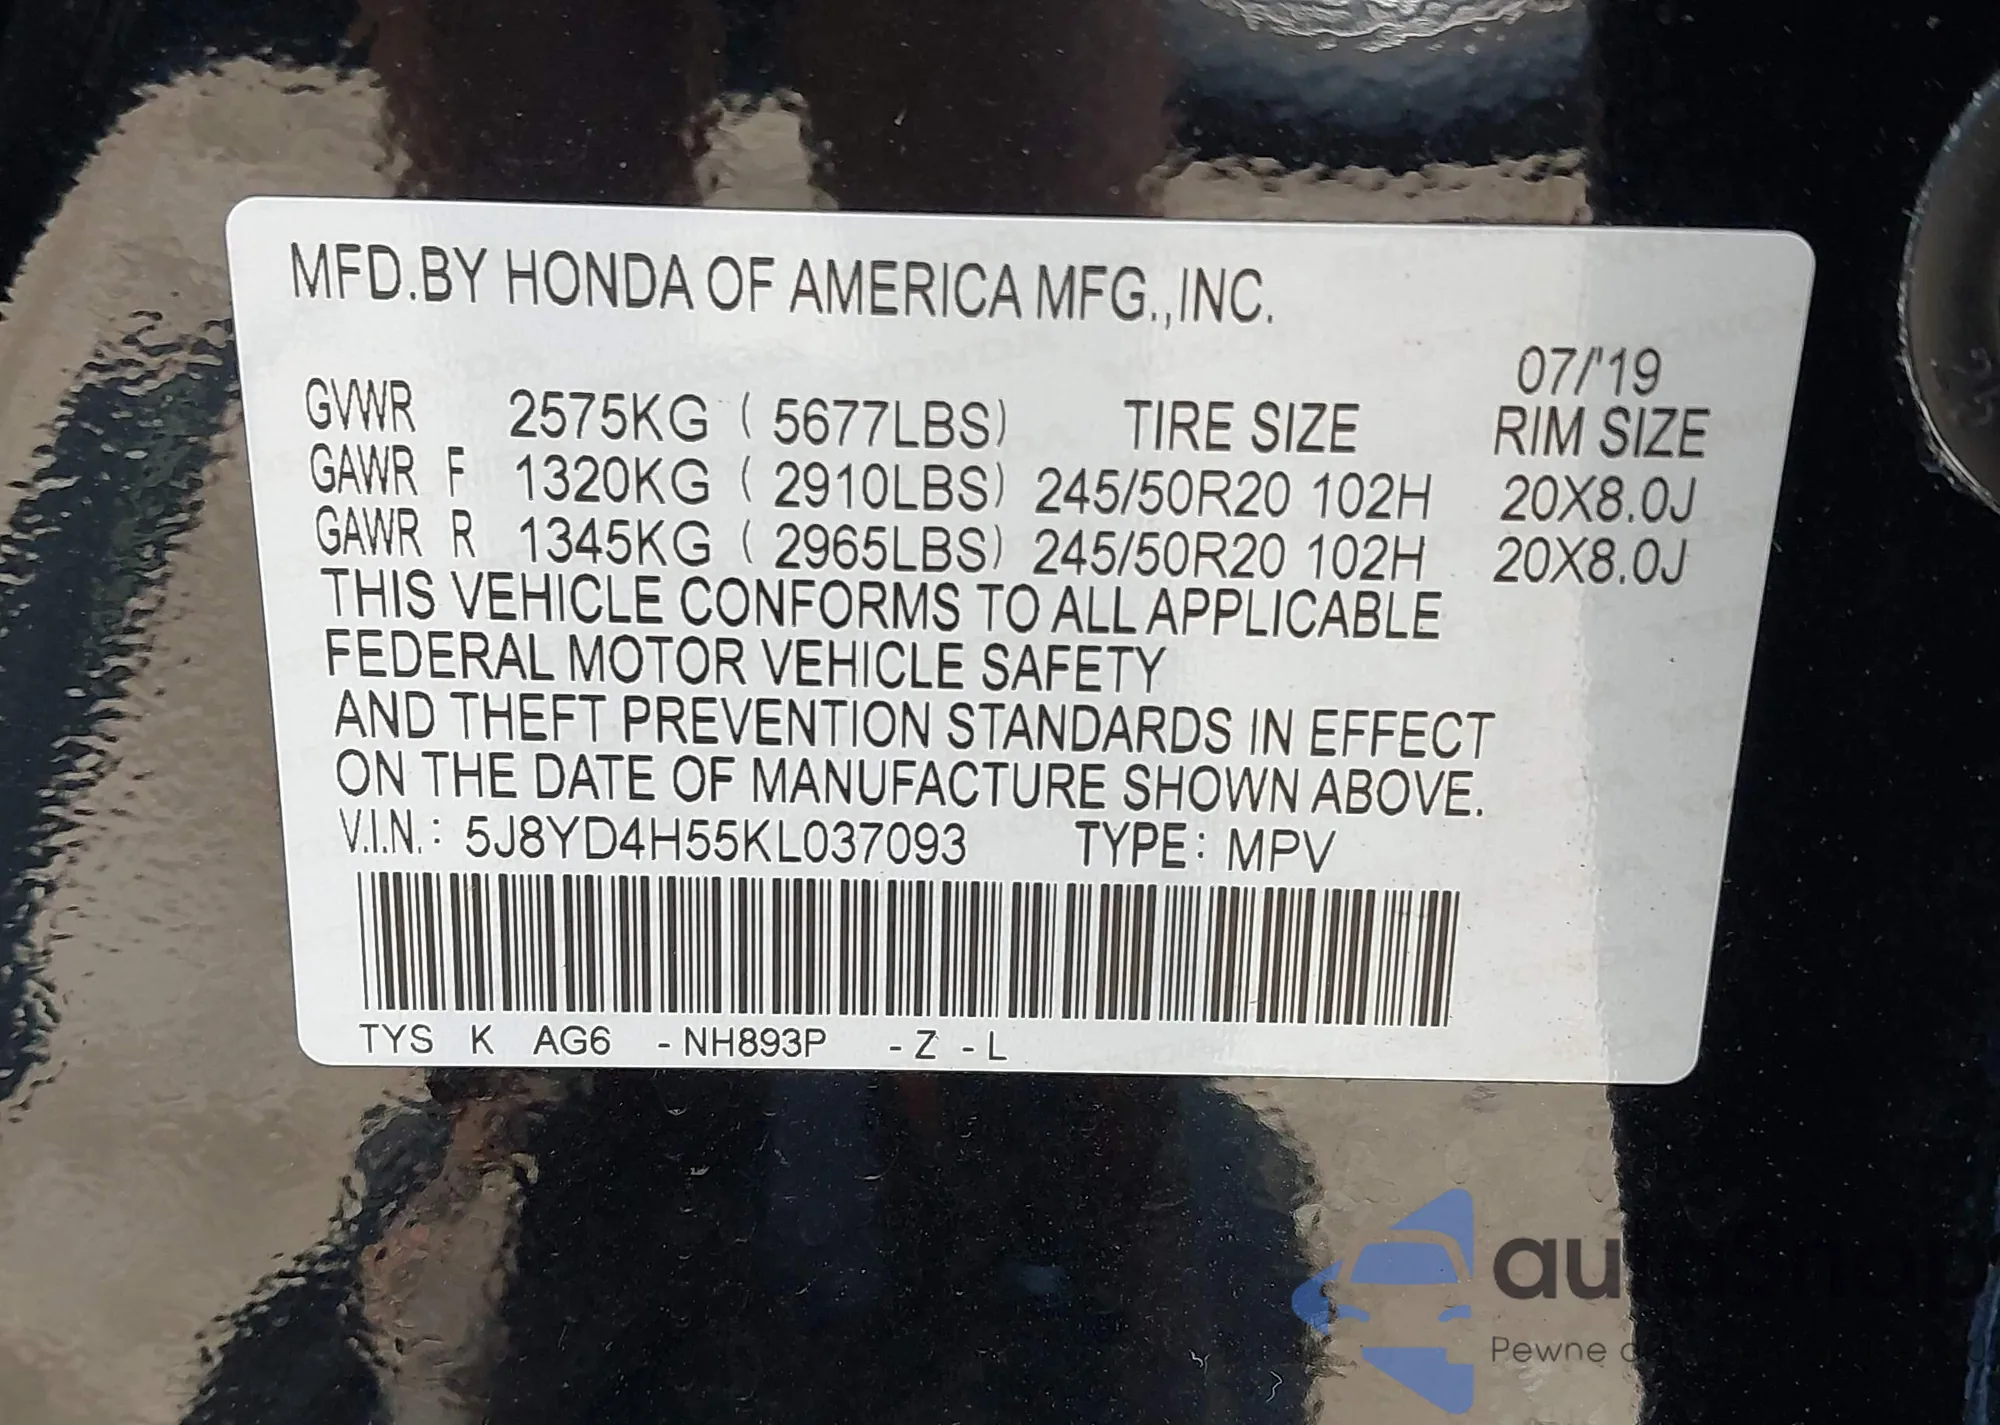 MFD.BY HONDA OF AMERICA MFG.,INC.
07/'19
GVWR 2575KG ( 5677LBS) TIRE SIZE RIM SIZE
GAWR F 1320KG ( 2910LBS) 245/50R20 102H 20X8.0J
GAWR R 1345KG ( 2965LBS) 245/50R20 102H 20X8.0J
THIS VEHICLE CONFORMS TO ALL APPLICABLE
FEDERAL MOTOR VEHICLE SAFETY
AND THEFT PREVENTION STANDARDS IN EFFECT
ON THE DATE OF MANUFACTURE SHOWN ABOVE.
V.I.N.: 5J8YD4H55KL037093 TYPE: MPV
TYS K AG6 -NH893P -Z -L
Pewne